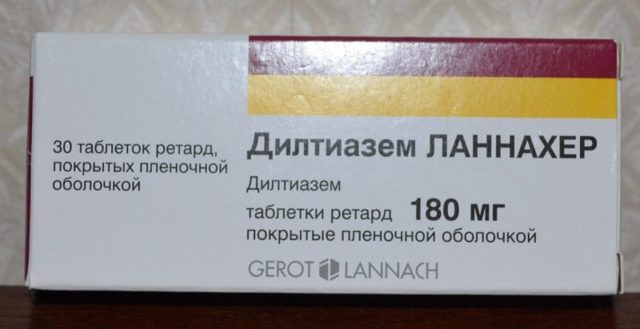 30 таблеток ретард,
покрытых пленочной
оболочкой
Дилтиазем ЛАННАХЕР
Дилтиазем
таблетки ретард 180 мг
покрытые пленочной оболочкой
GEROT LANNACH